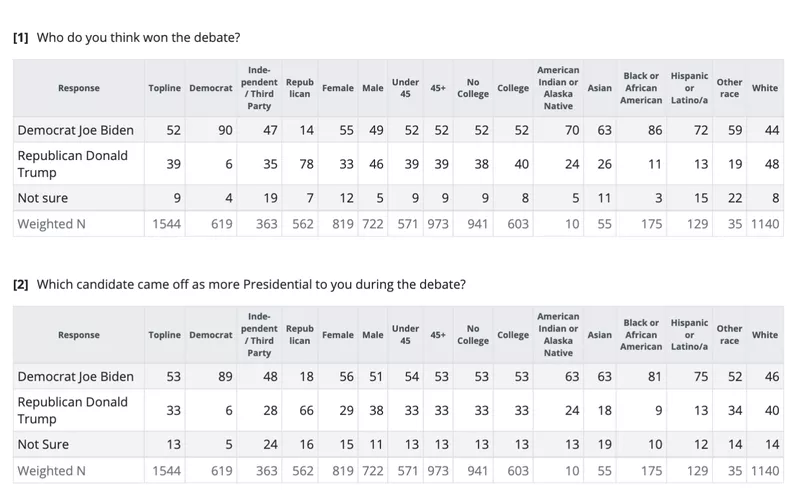 [1] Who do you think won the debate?
Inde-
American
Response Topline Democrat pendent Repub Female Male Under 45+ No College Indian or Asian Black or Hispanic Other White
/ Third lican 45 College Alaska African or race
Party Native American Latino/a
Democrat Joe Biden 52 90 47 14 55 49 52 52 52 52 70 63 86 72 59 44
Republican Donald
Trump 39 6 35 78 33 46 39 39 38 40 24 26 11 13 19 48
Not sure 9 4 19 7 12 5 9 9 9 8 5 11 3 15 22 8
Weighted N 1544 619 363 562 819 722 571 973 941 603 10 55 175 129 35 1140
[2] Which candidate came off as more Presidential to you during the debate?
Inde-
American
Response Topline Democrat pendent Repub Female Male Under 45+ No College Indian or Asian Black or Hispanic Other White
/ Third lican 45 College Alaska African or race
Party Native American Latino/a
Democrat Joe Biden 53 89 48 18 56 51 54 53 53 53 63 63 81 75 52 46
Republican Donald
Trump 33 6 28 66 29 38 33 33 33 33 24 18 9 13 34 40
Not Sure 13 5 24 16 15 11 13 13 13 13 13 19 10 12 14 14
Weighted N 1544 619 363 562 819 722 571 973 941 603 10 55 175 129 35 1140